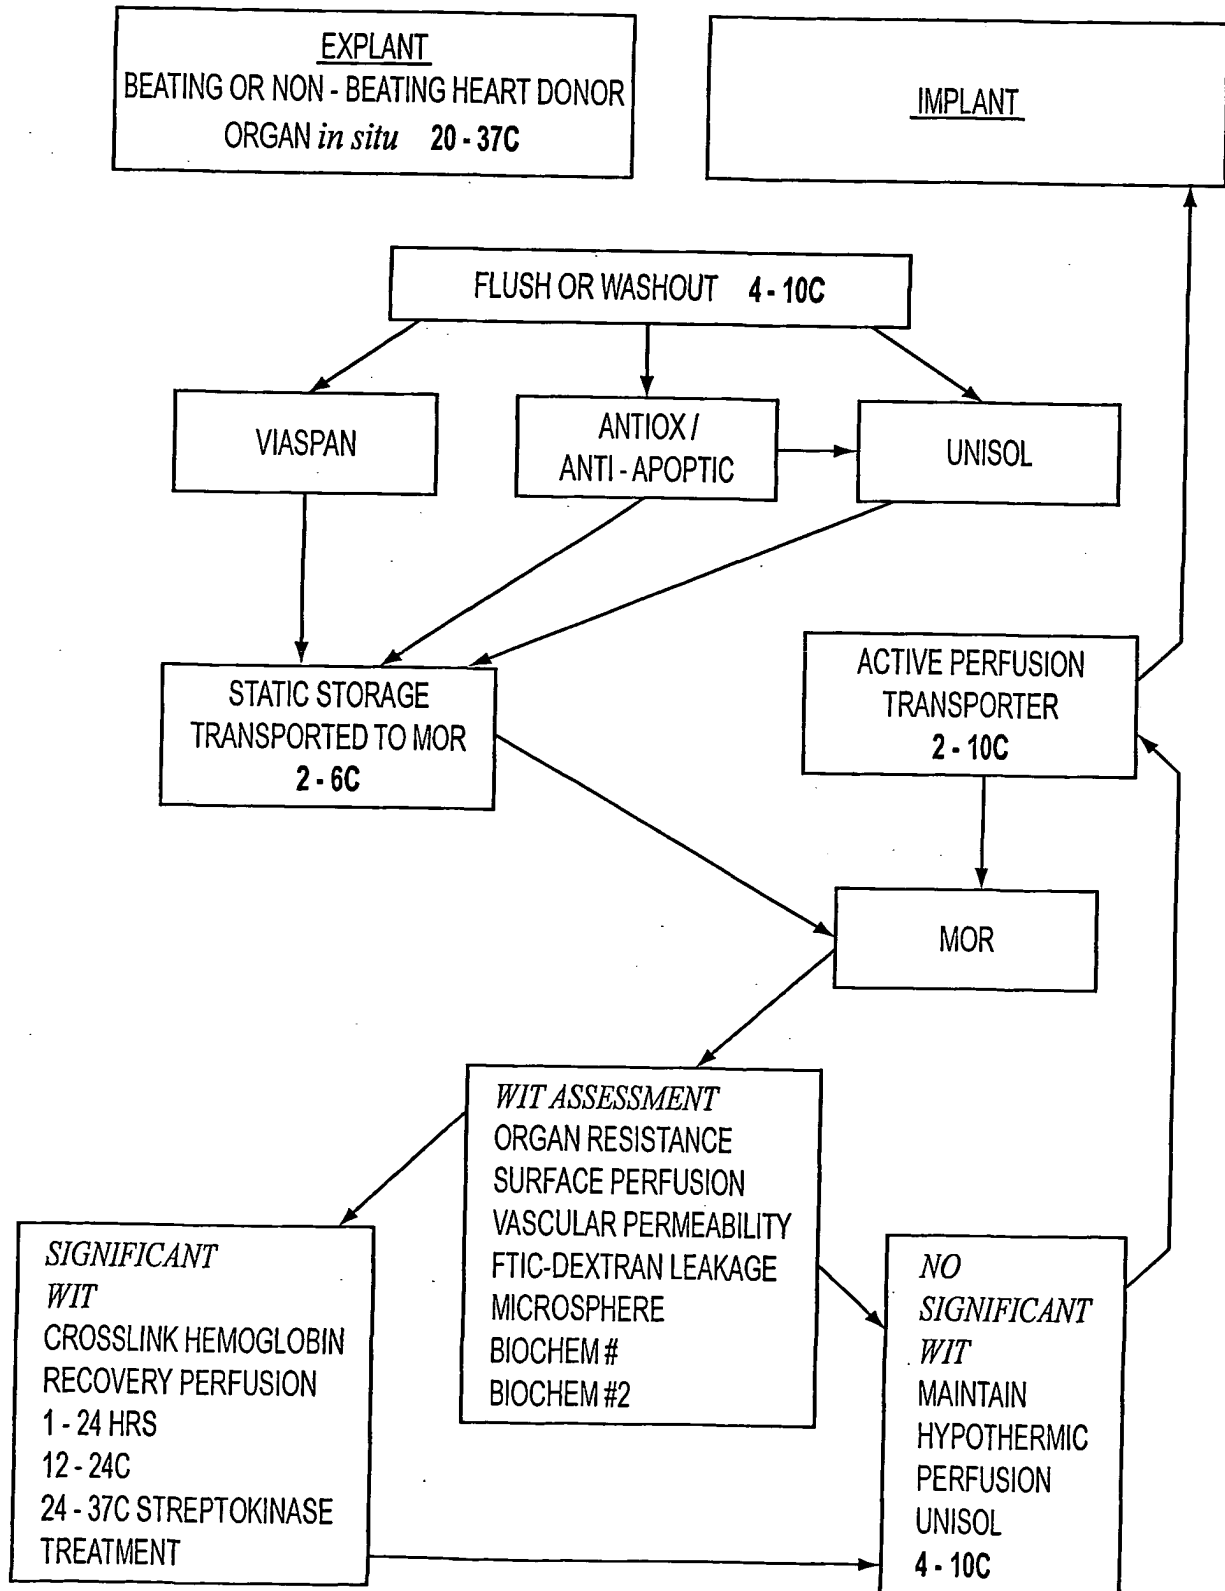 EXPLANT
BEATING OR NON - BEATING HEART DONOR
ORGAN in situ 20 - 37C
IMPLANT
FLUSH OR WASHOUT 4 - 10C
VIASPAN
ANTIOX /
ANTI - APOPTIC
UNISOL
STATIC STORAGE
TRANSPORTED TO MOR
2 - 6C
ACTIVE PERFUSION
TRANSPORTER
2 - 10C
MOR
WIT ASSESSMENT
ORGAN RESISTANCE
SURFACE PERFUSION
VASCULAR PERMEABILITY
FTIC-DEXTRAN LEAKAGE
MICROSPHERE
BIOCHEM #
BIOCHEM #2
SIGNIFICANT
WIT
CROSSLINK HEMOGLOBIN
RECOVERY PERFUSION
1 - 24 HRS
12 - 24C
24 - 37C STREPTOKINASE
TREATMENT
NO
SIGNIFICANT
WIT
MAINTAIN
HYPOTHERMIC
PERFUSION
UNISOL
4 - 10C